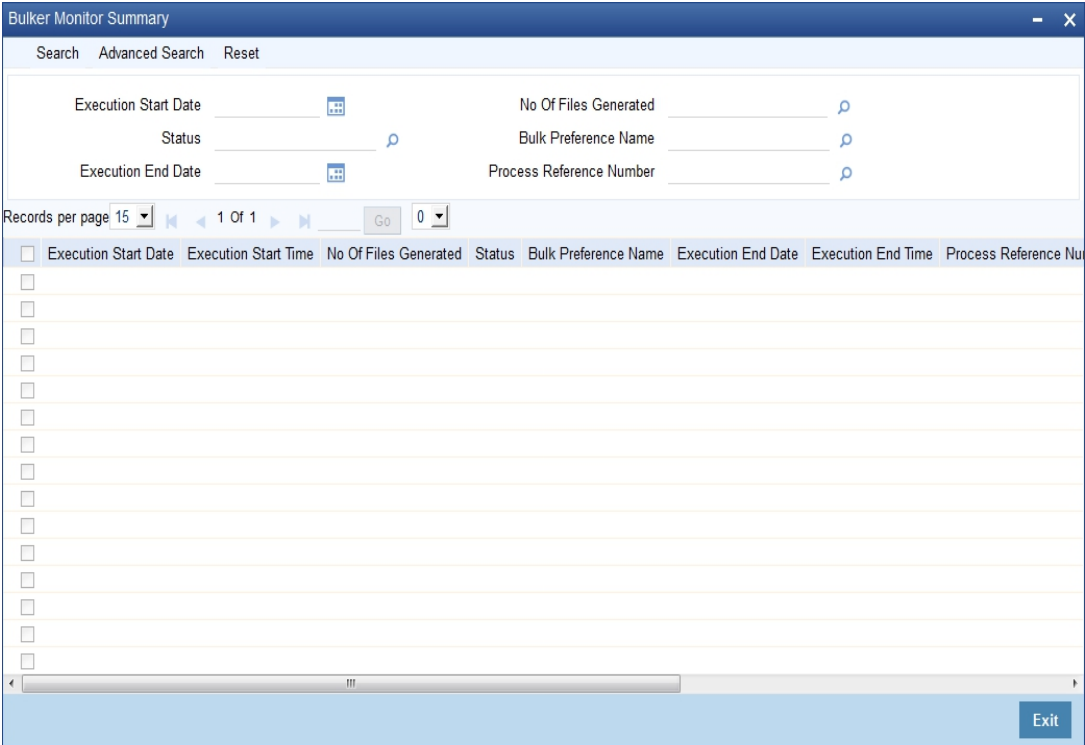 Bulker Monitor Summary
Search Advanced Search Reset
Execution Start Date No Of Files Generated
Status Bulk Preference Name
Execution End Date Process Reference Number
Records per page 15 1 Of 1 Go 0
Execution Start Date Execution Start Time No Of Files Generated Status Bulk Preference Name Execution End Date Execution End Time Process Reference Nu
Exit